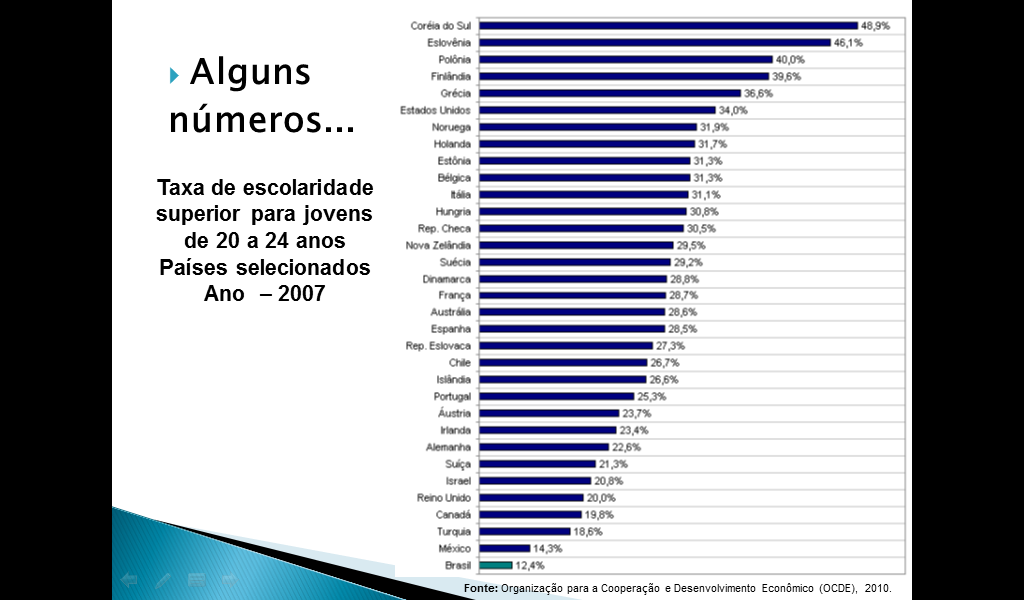 Alguns
números...
Taxa de escolaridade
superior para jovens
de 20 a 24 anos
Países selecionados
Ano – 2007
Coréia do Sul 48,9%
Eslovênia 46,1%
Polônia 40,0%
Finlândia 39,6%
Grécia 36,6%
Estados Unidos 34,0%
Noruega 31,9%
Holanda 31,7%
Estônia 31,3%
Bélgica 31,3%
Itália 31,1%
Hungria 30,8%
Rep. Checa 30,5%
Nova Zelândia 29,5%
Suécia 29,2%
Dinamarca 28,8%
França 28,7%
Austrália 28,6%
Espanha 28,5%
Rep. Eslovaca 27,3%
Chile 26,7%
Islândia 26,6%
Portugal 25,3%
Áustria 23,7%
Irlanda 23,4%
Alemanha 22,6%
Suíça 21,3%
Israel 20,8%
Reino Unido 20,0%
Canadá 19,8%
Turquia 18,6%
México 14,3%
Brasil 12,4%
Fonte: Organização para a Cooperação e Desenvolvimento Econômico (OCDE), 2010.